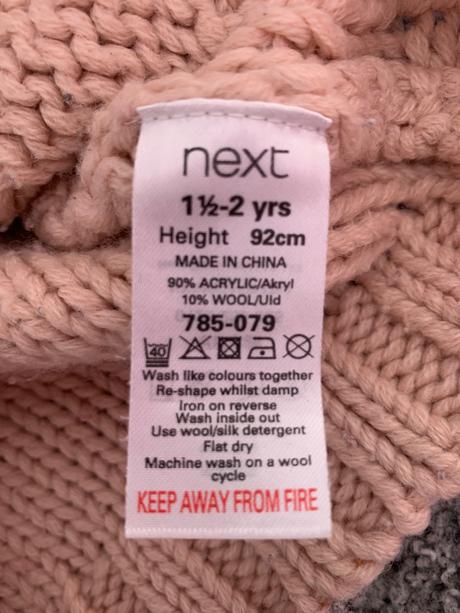 next
1½-2 yrs
Height 92cm
MADE IN CHINA
90% ACRYLIC/Akryl
10% WOOL/Uld
785-079
40
Wash like colours together
Re-shape whilst damp
Iron on reverse
Wash inside out
Use wool/silk detergent
Flat dry
Machine wash on a wool
cycle
KEEP AWAY FROM FIRE